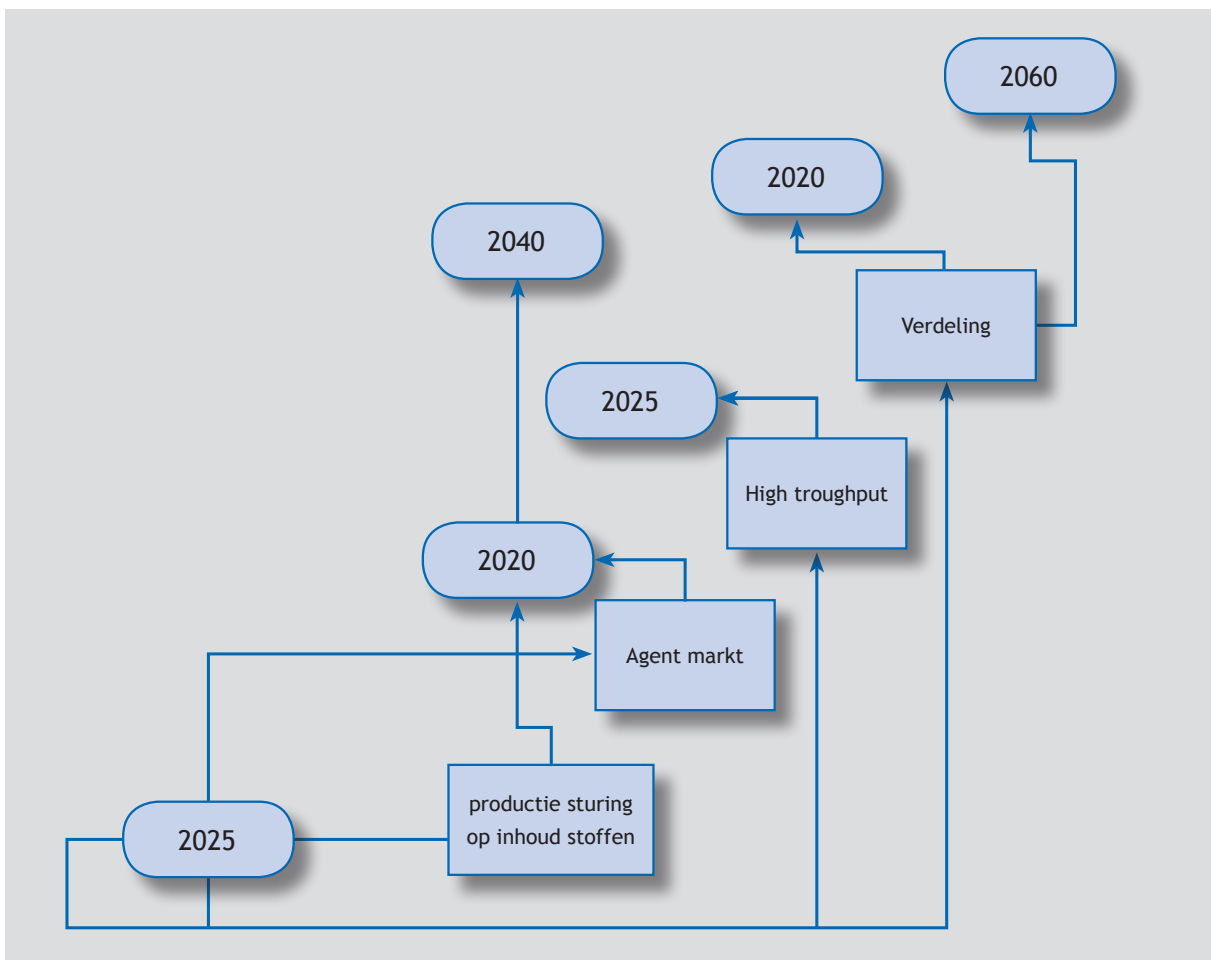 2060
2020
2040
Verdeling
2025
High troughput
2020
Agent markt
productie sturing
op inhoud stoffen
2025